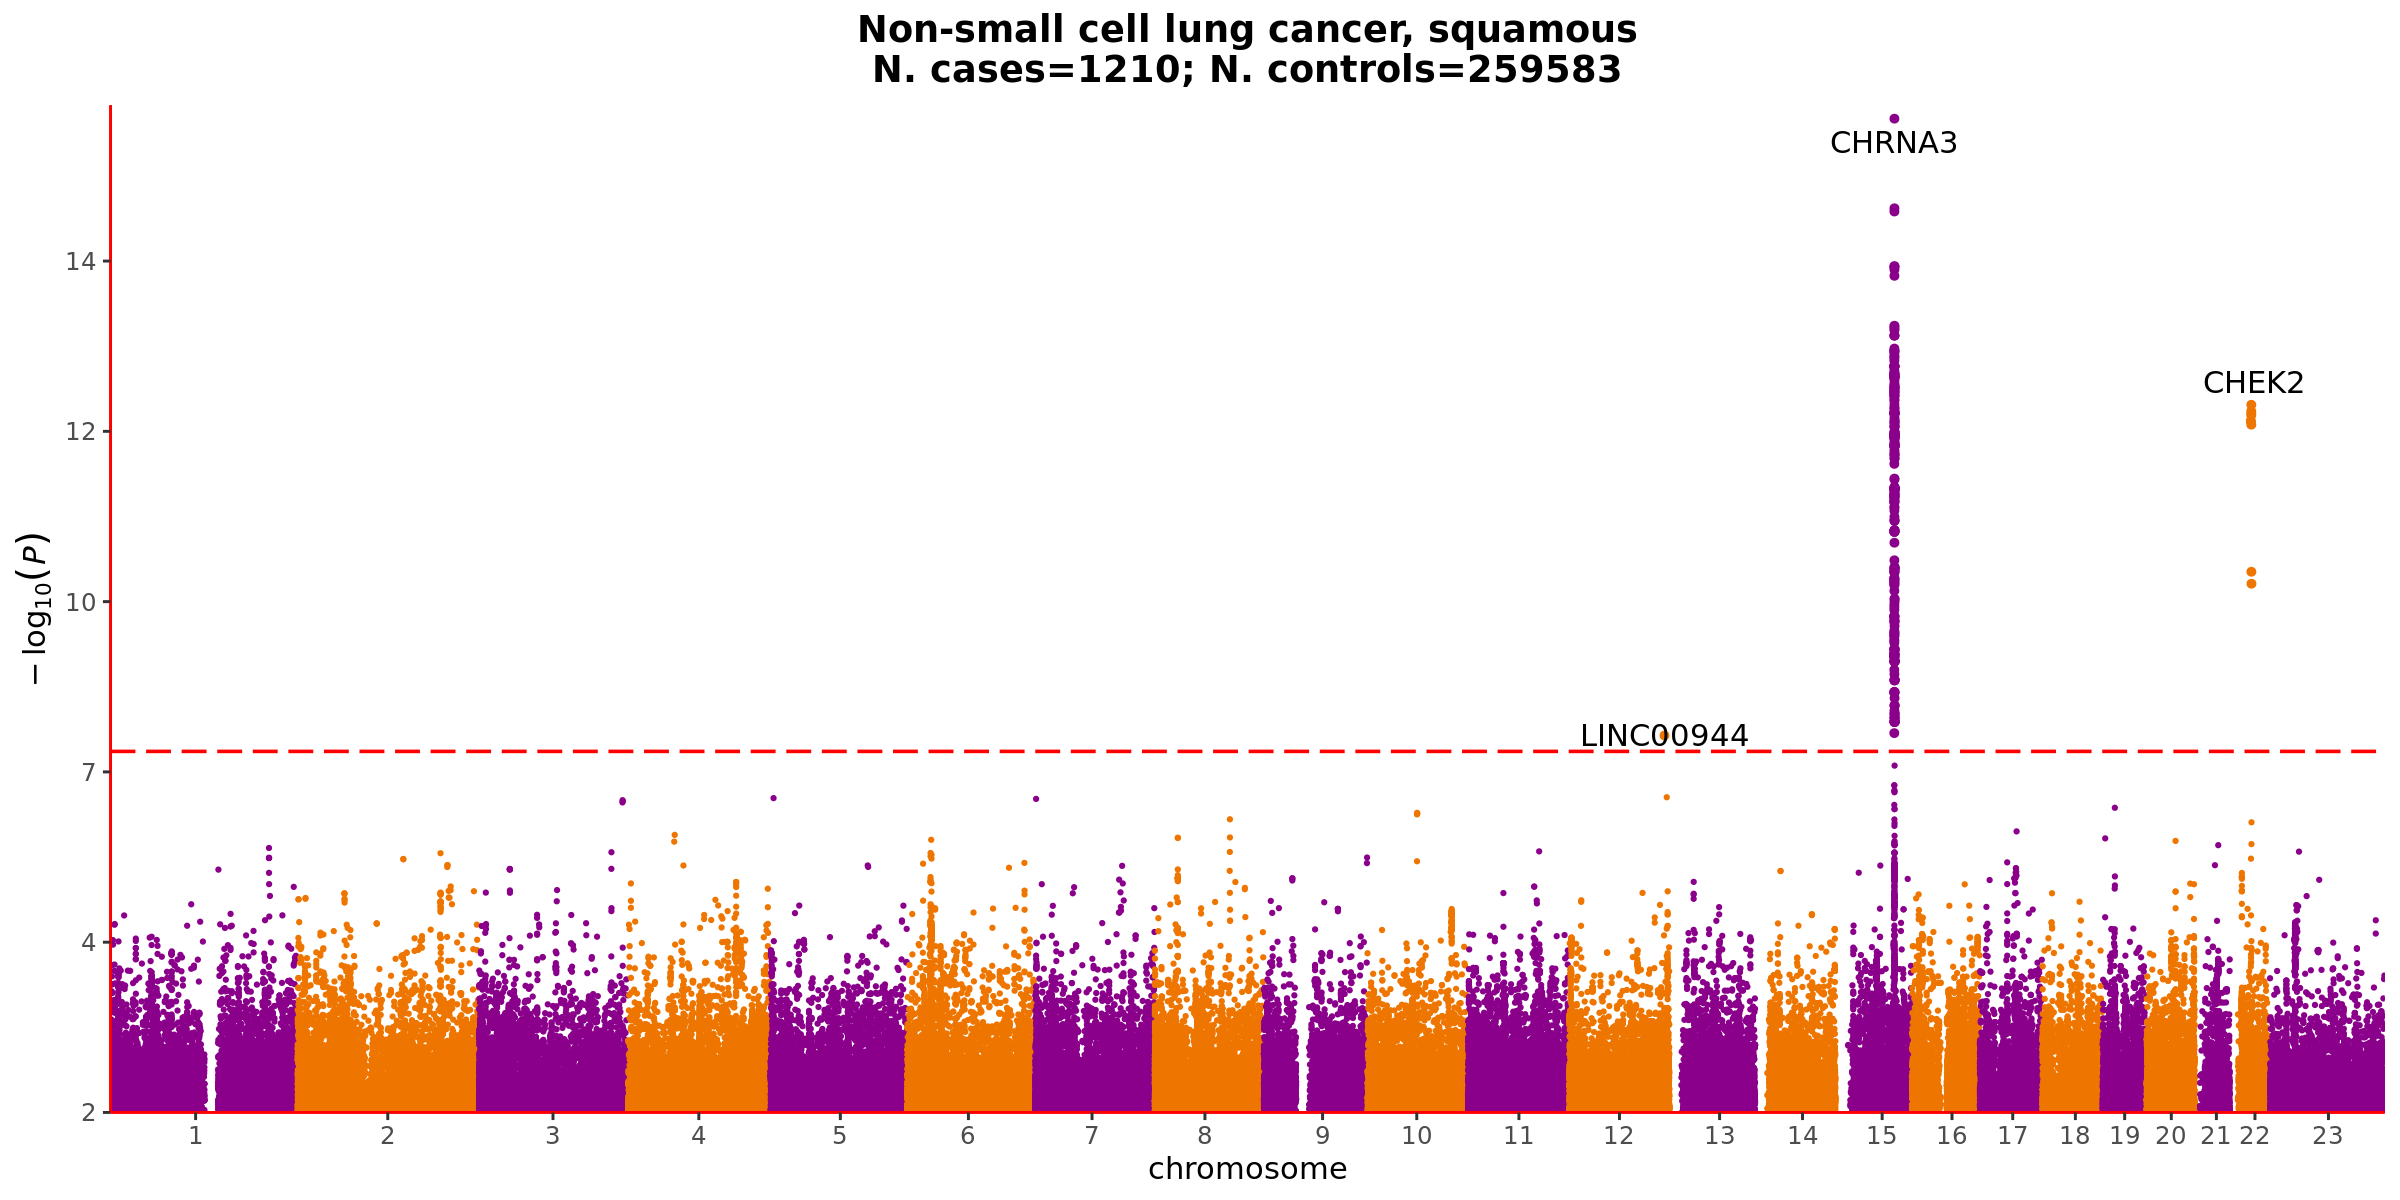 Non-small cell lung cancer, squamous
N. cases=1210; N. controls=259583
CHRNA3
14
CHEK2
12
10
−log10(P)
LINC00944
7
4
2
1 2 3 4 5 6 7 8 9 10 11 12 13 14 15 16 17 18 19 20 21 22 23
chromosome